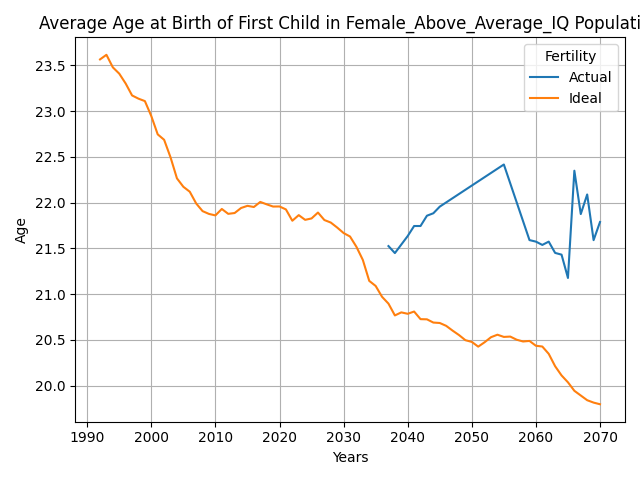 Average Age at Birth of First Child in Female_Above_Average_IQ Populati
Fertility
Actual
Ideal
Age
23.5
23.0
22.5
22.0
21.5
21.0
20.5
20.0
1990 2000 2010 2020 2030 2040 2050 2060 2070
Years